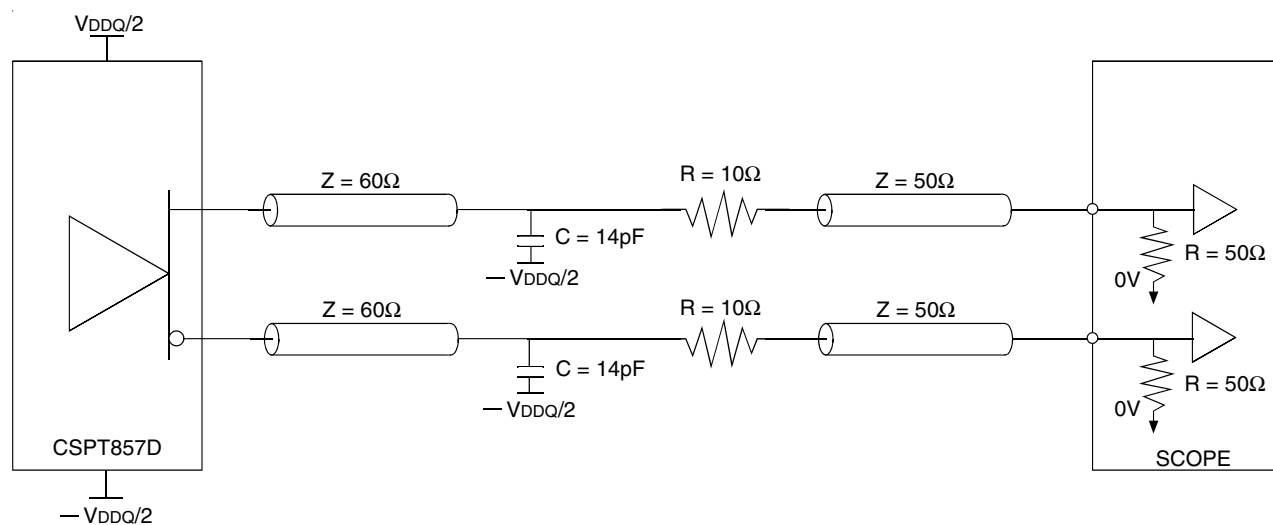 VDDQ/2
Z = 60Ω
R = 10Ω
Z = 50Ω
C = 14pF
R = 50Ω
— VDDQ/2
0V
Z = 60Ω
R = 10Ω
Z = 50Ω
C = 14pF
R = 50Ω
— VDDQ/2
0V
CSPT857D
SCOPE
— VDDQ/2